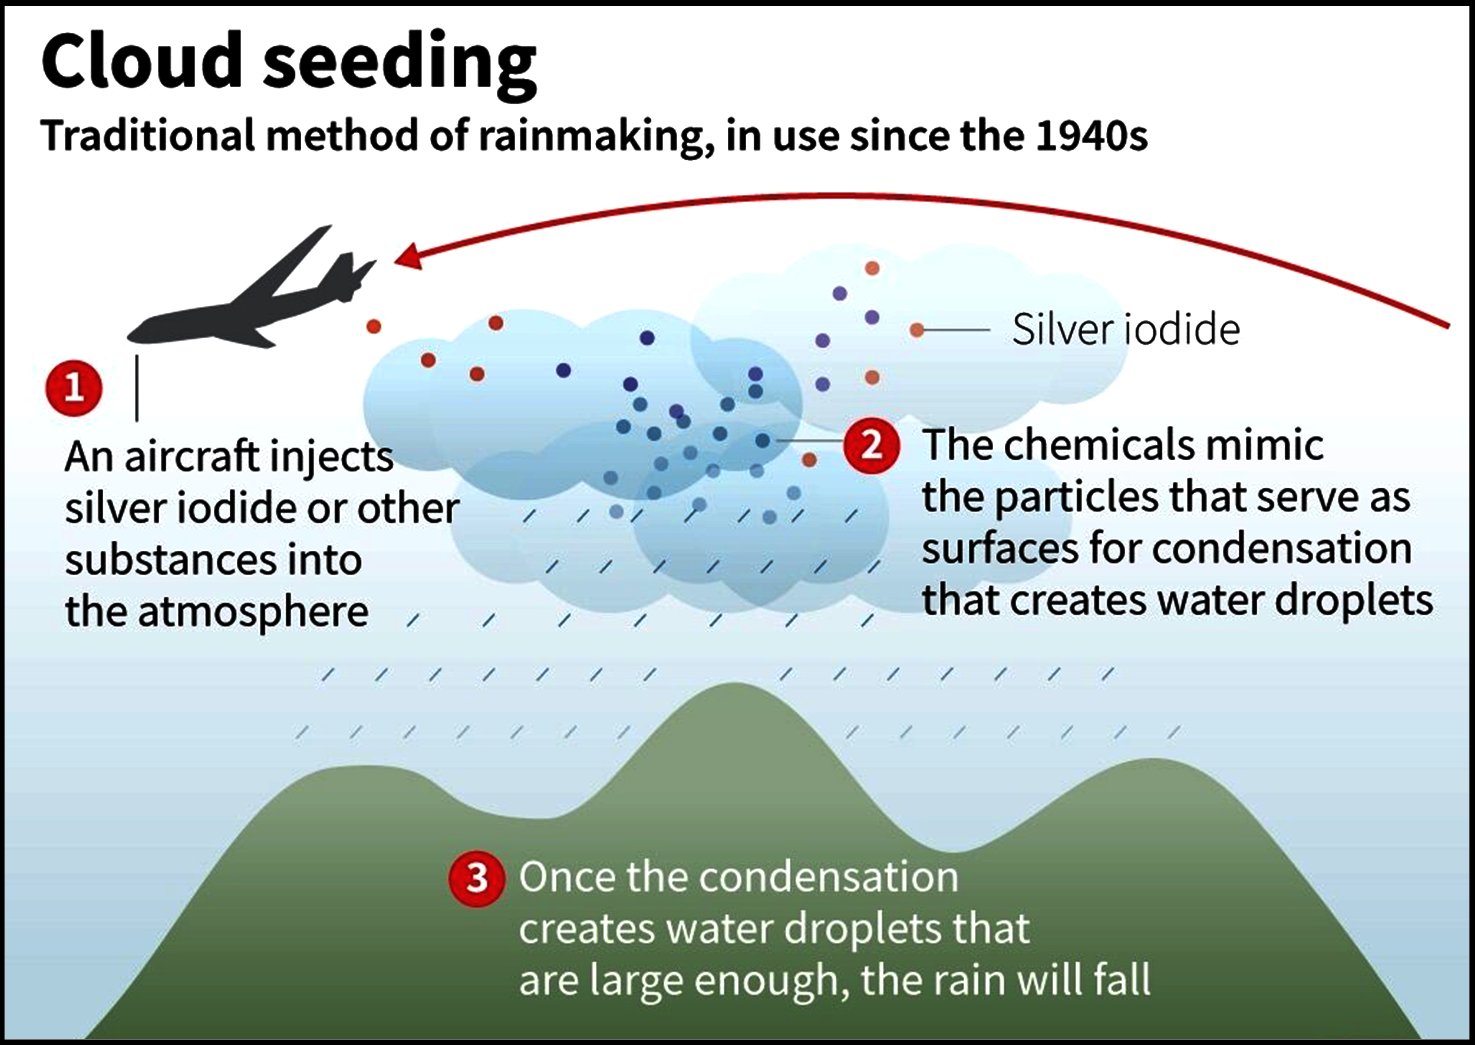 Cloud seeding
Traditional method of rainmaking, in use since the 1940s
Silver iodide
1
An aircraft injects
silver iodide or other
substances into
the atmosphere
2
The chemicals mimic
the particles that serve as
surfaces for condensation
that creates water droplets
3
Once the condensation
creates water droplets that
are large enough, the rain will fall